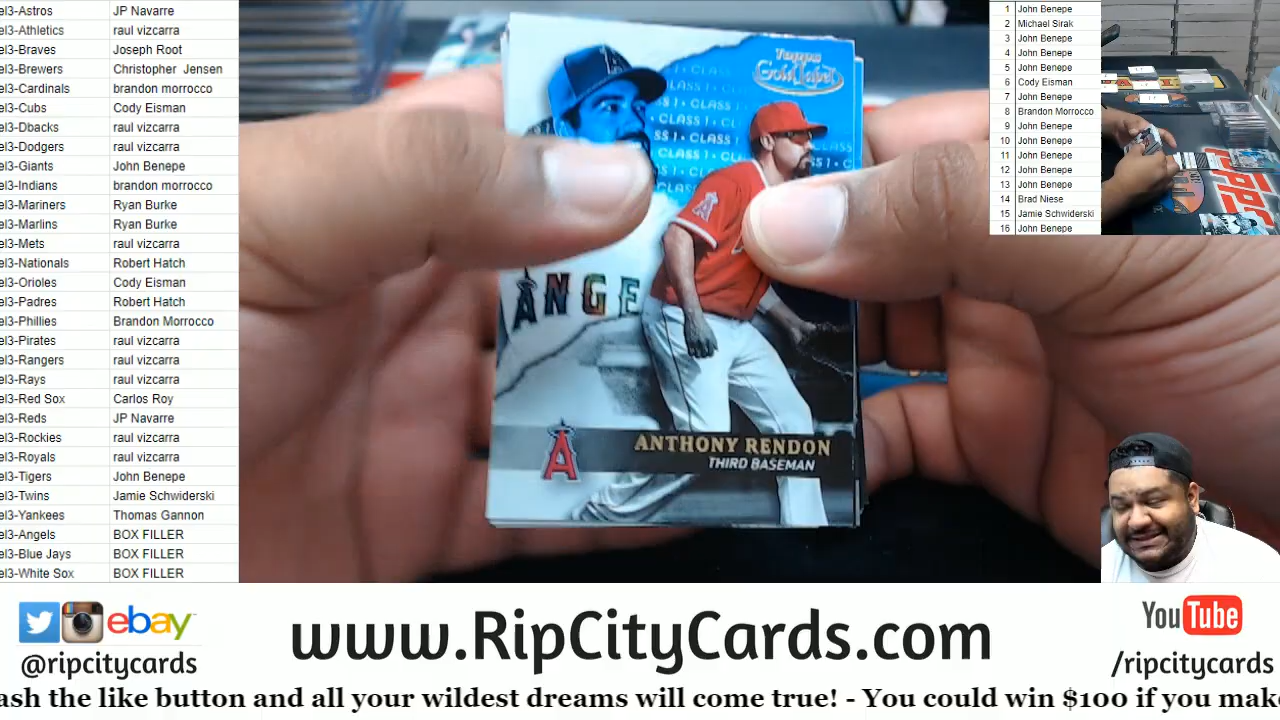 el3-Astros JP Navarre
el3-Athletics raul vizcarra
el3-Braves Joseph Root
el3-Brewers Christopher Jensen
el3-Cardinals brandon morrocco
el3-Cubs Cody Eisman
el3-Dbacks raul vizcarra
el3-Dodgers raul vizcarra
el3-Giants John Benepe
el3-Indians brandon morrocco
el3-Mariners Ryan Burke
el3-Marlins Ryan Burke
el3-Mets raul vizcarra
el3-Nationals Robert Hatch
el3-Orioles Cody Eisman
el3-Padres Robert Hatch
el3-Phillies Brandon Morrocco
el3-Pirates raul vizcarra
el3-Rangers raul vizcarra
el3-Rays raul vizcarra
el3-Red Sox Carlos Roy
el3-Reds JP Navarre
el3-Rockies raul vizcarra
el3-Royals raul vizcarra
el3-Tigers John Benepe
el3-Twins Jamie Schwiderski
el3-Yankees Thomas Gannon
el3-Angels BOX FILLER
el3-Blue Jays BOX FILLER
el3-White Sox BOX FILLER
Topps
Gold Label
CLASS 1
ANGE
A
ANTHONY RENDON
THIRD BASEMAN
1 John Benepe
2 Michael Sirak
3 John Benepe
4 John Benepe
5 John Benepe
6 Cody Eisman
7 John Benepe
8 Brandon Morrocco
9 John Benepe
10 John Benepe
11 John Benepe
12 John Benepe
13 John Benepe
14 Brad Niese
15 Jamie Schwiderski
16 John Benepe
ebay
@ripcitycards
www.RipCityCards.com
YouTube
/ripcitycards
ash the like button and all your wildest dreams will come true! - You could win $100 if you make